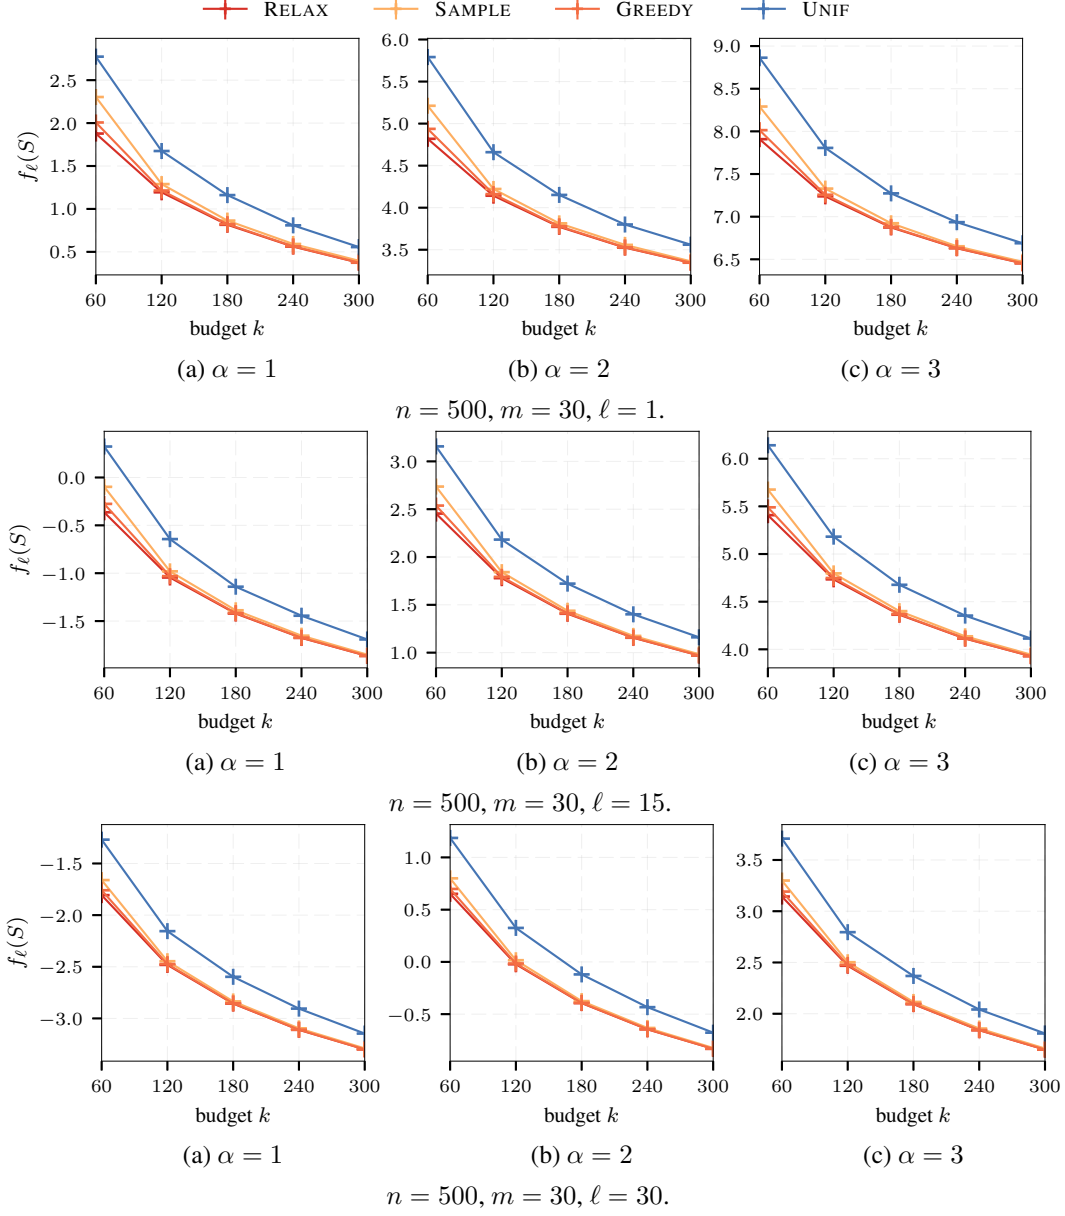 RELAX SAMPLE GREEDY UNIF
2.5
2.0
1.5
1.0
0.5
fℓ(S)
60 120 180 240 300
budget k
(a) α = 1
6.0
5.5
5.0
4.5
4.0
3.5
60 120 180 240 300
budget k
(b) α = 2
9.0
8.5
8.0
7.5
7.0
6.5
60 120 180 240 300
budget k
(c) α = 3
n = 500, m = 30, ℓ = 1.
0.0
−0.5
−1.0
−1.5
fℓ(S)
60 120 180 240 300
budget k
(a) α = 1
3.0
2.5
2.0
1.5
1.0
60 120 180 240 300
budget k
(b) α = 2
6.0
5.5
5.0
4.5
4.0
60 120 180 240 300
budget k
(c) α = 3
n = 500, m = 30, ℓ = 15.
−1.5
−2.0
−2.5
−3.0
fℓ(S)
60 120 180 240 300
budget k
(a) α = 1
1.0
0.5
0.0
−0.5
60 120 180 240 300
budget k
(b) α = 2
3.5
3.0
2.5
2.0
60 120 180 240 300
budget k
(c) α = 3
n = 500, m = 30, ℓ = 30.